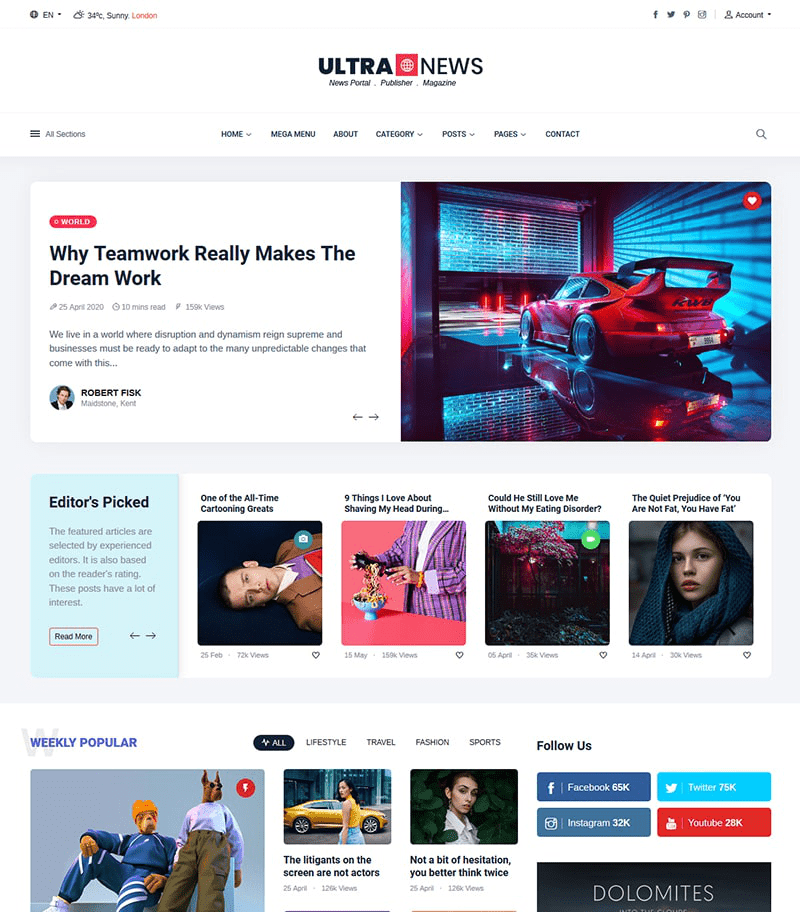 EN
34ºc, Sunny. London
Account
ULTRA NEWS
News Portal . Publisher . Magazine
All Sections
HOME
MEGA MENU
ABOUT
CATEGORY
POSTS
PAGES
CONTACT
WORLD
Why Teamwork Really Makes The
Dream Work
25 April 2020
10 mins read
159k Views
We live in a world where disruption and dynamism reign supreme and
businesses must be ready to adapt to the many unpredictable changes that
come with this...
ROBERT FISK
Maidstone, Kent
RWB
Editor's Picked
The featured articles are
selected by experienced
editors. It is also based
on the reader's rating.
These posts have a lot of
interest.
Read More
One of the All-Time
Cartooning Greats
25 Feb · 72k Views
9 Things I Love About
Shaving My Head During...
15 May · 159k Views
Could He Still Love Me
Without My Eating Disorder?
05 April · 35k Views
The Quiet Prejudice of ‘You
Are Not Fat, You Have Fat’
14 April · 30k Views
W
WEEKLY POPULAR
ALL
LIFESTYLE
TRAVEL
FASHION
SPORTS
The litigants on the
screen are not actors
25 April · 126k Views
Not a bit of hesitation,
you better think twice
25 April · 126k Views
Follow Us
Facebook 65K
Twitter 75K
Instagram 32K
Youtube 28K
DOLOMITES
INTO THE CLOUDS